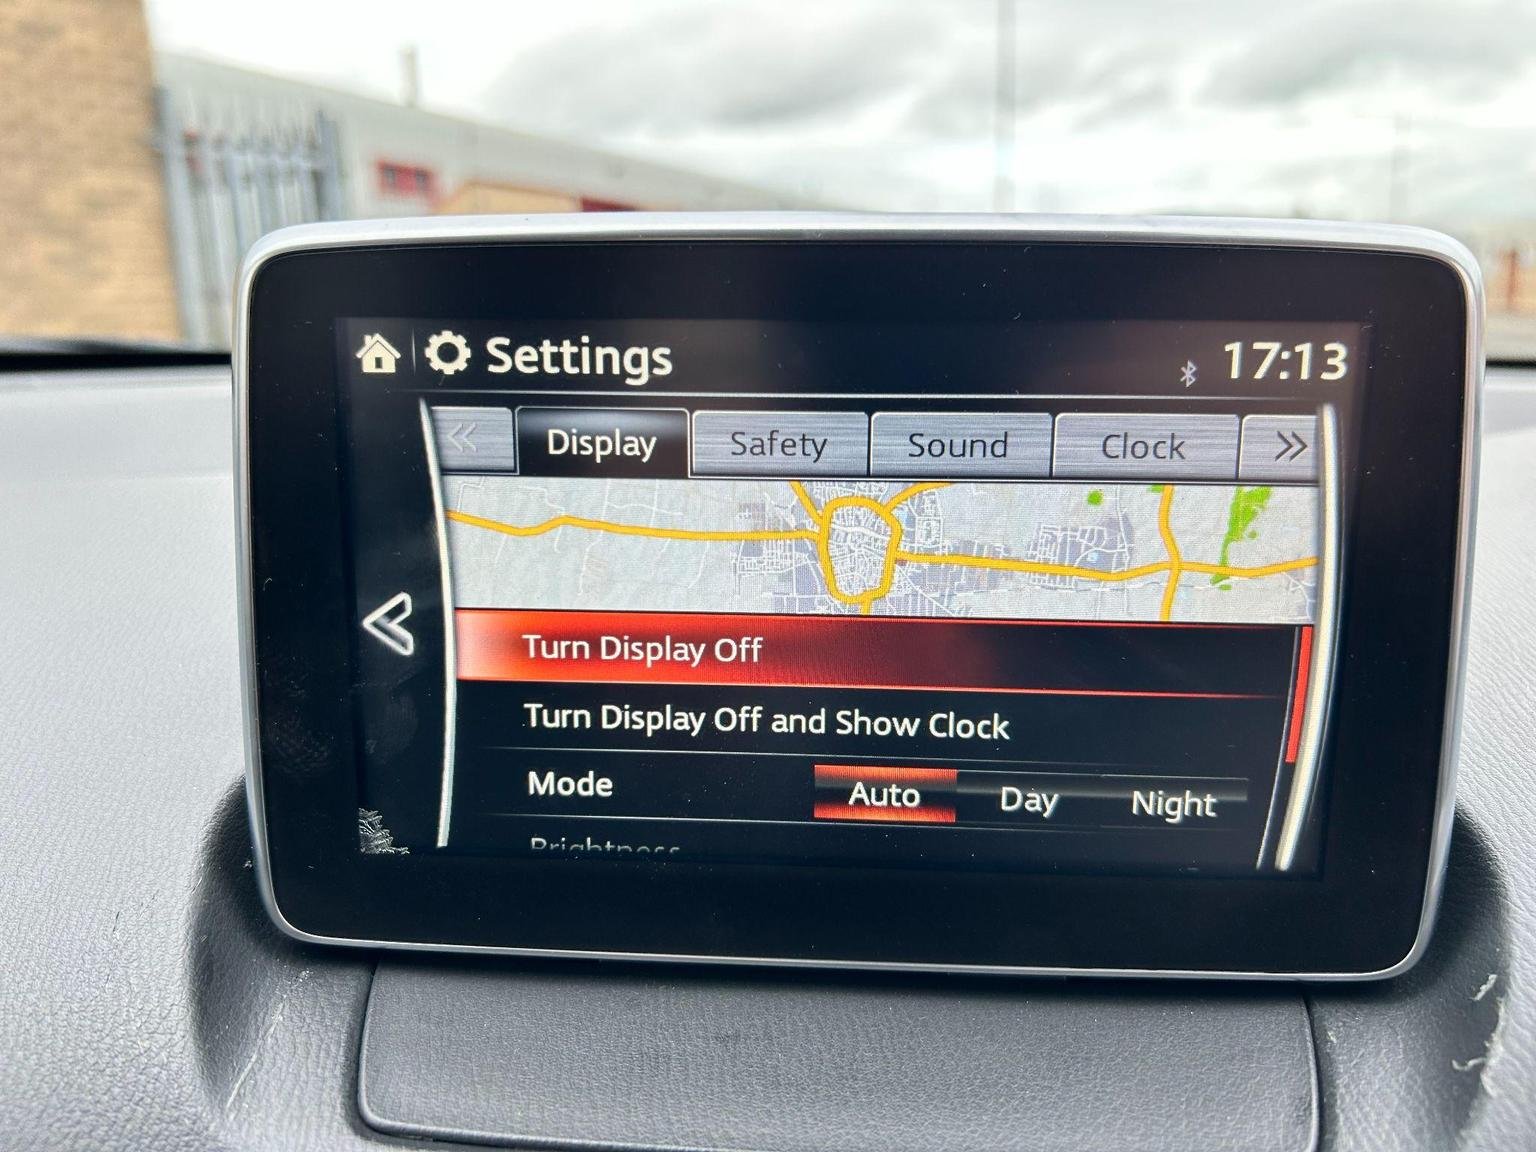 Settings
17:13
Display
Safety
Sound
Clock
Turn Display Off
Turn Display Off and Show Clock
Mode
Auto
Day
Night
Brightness